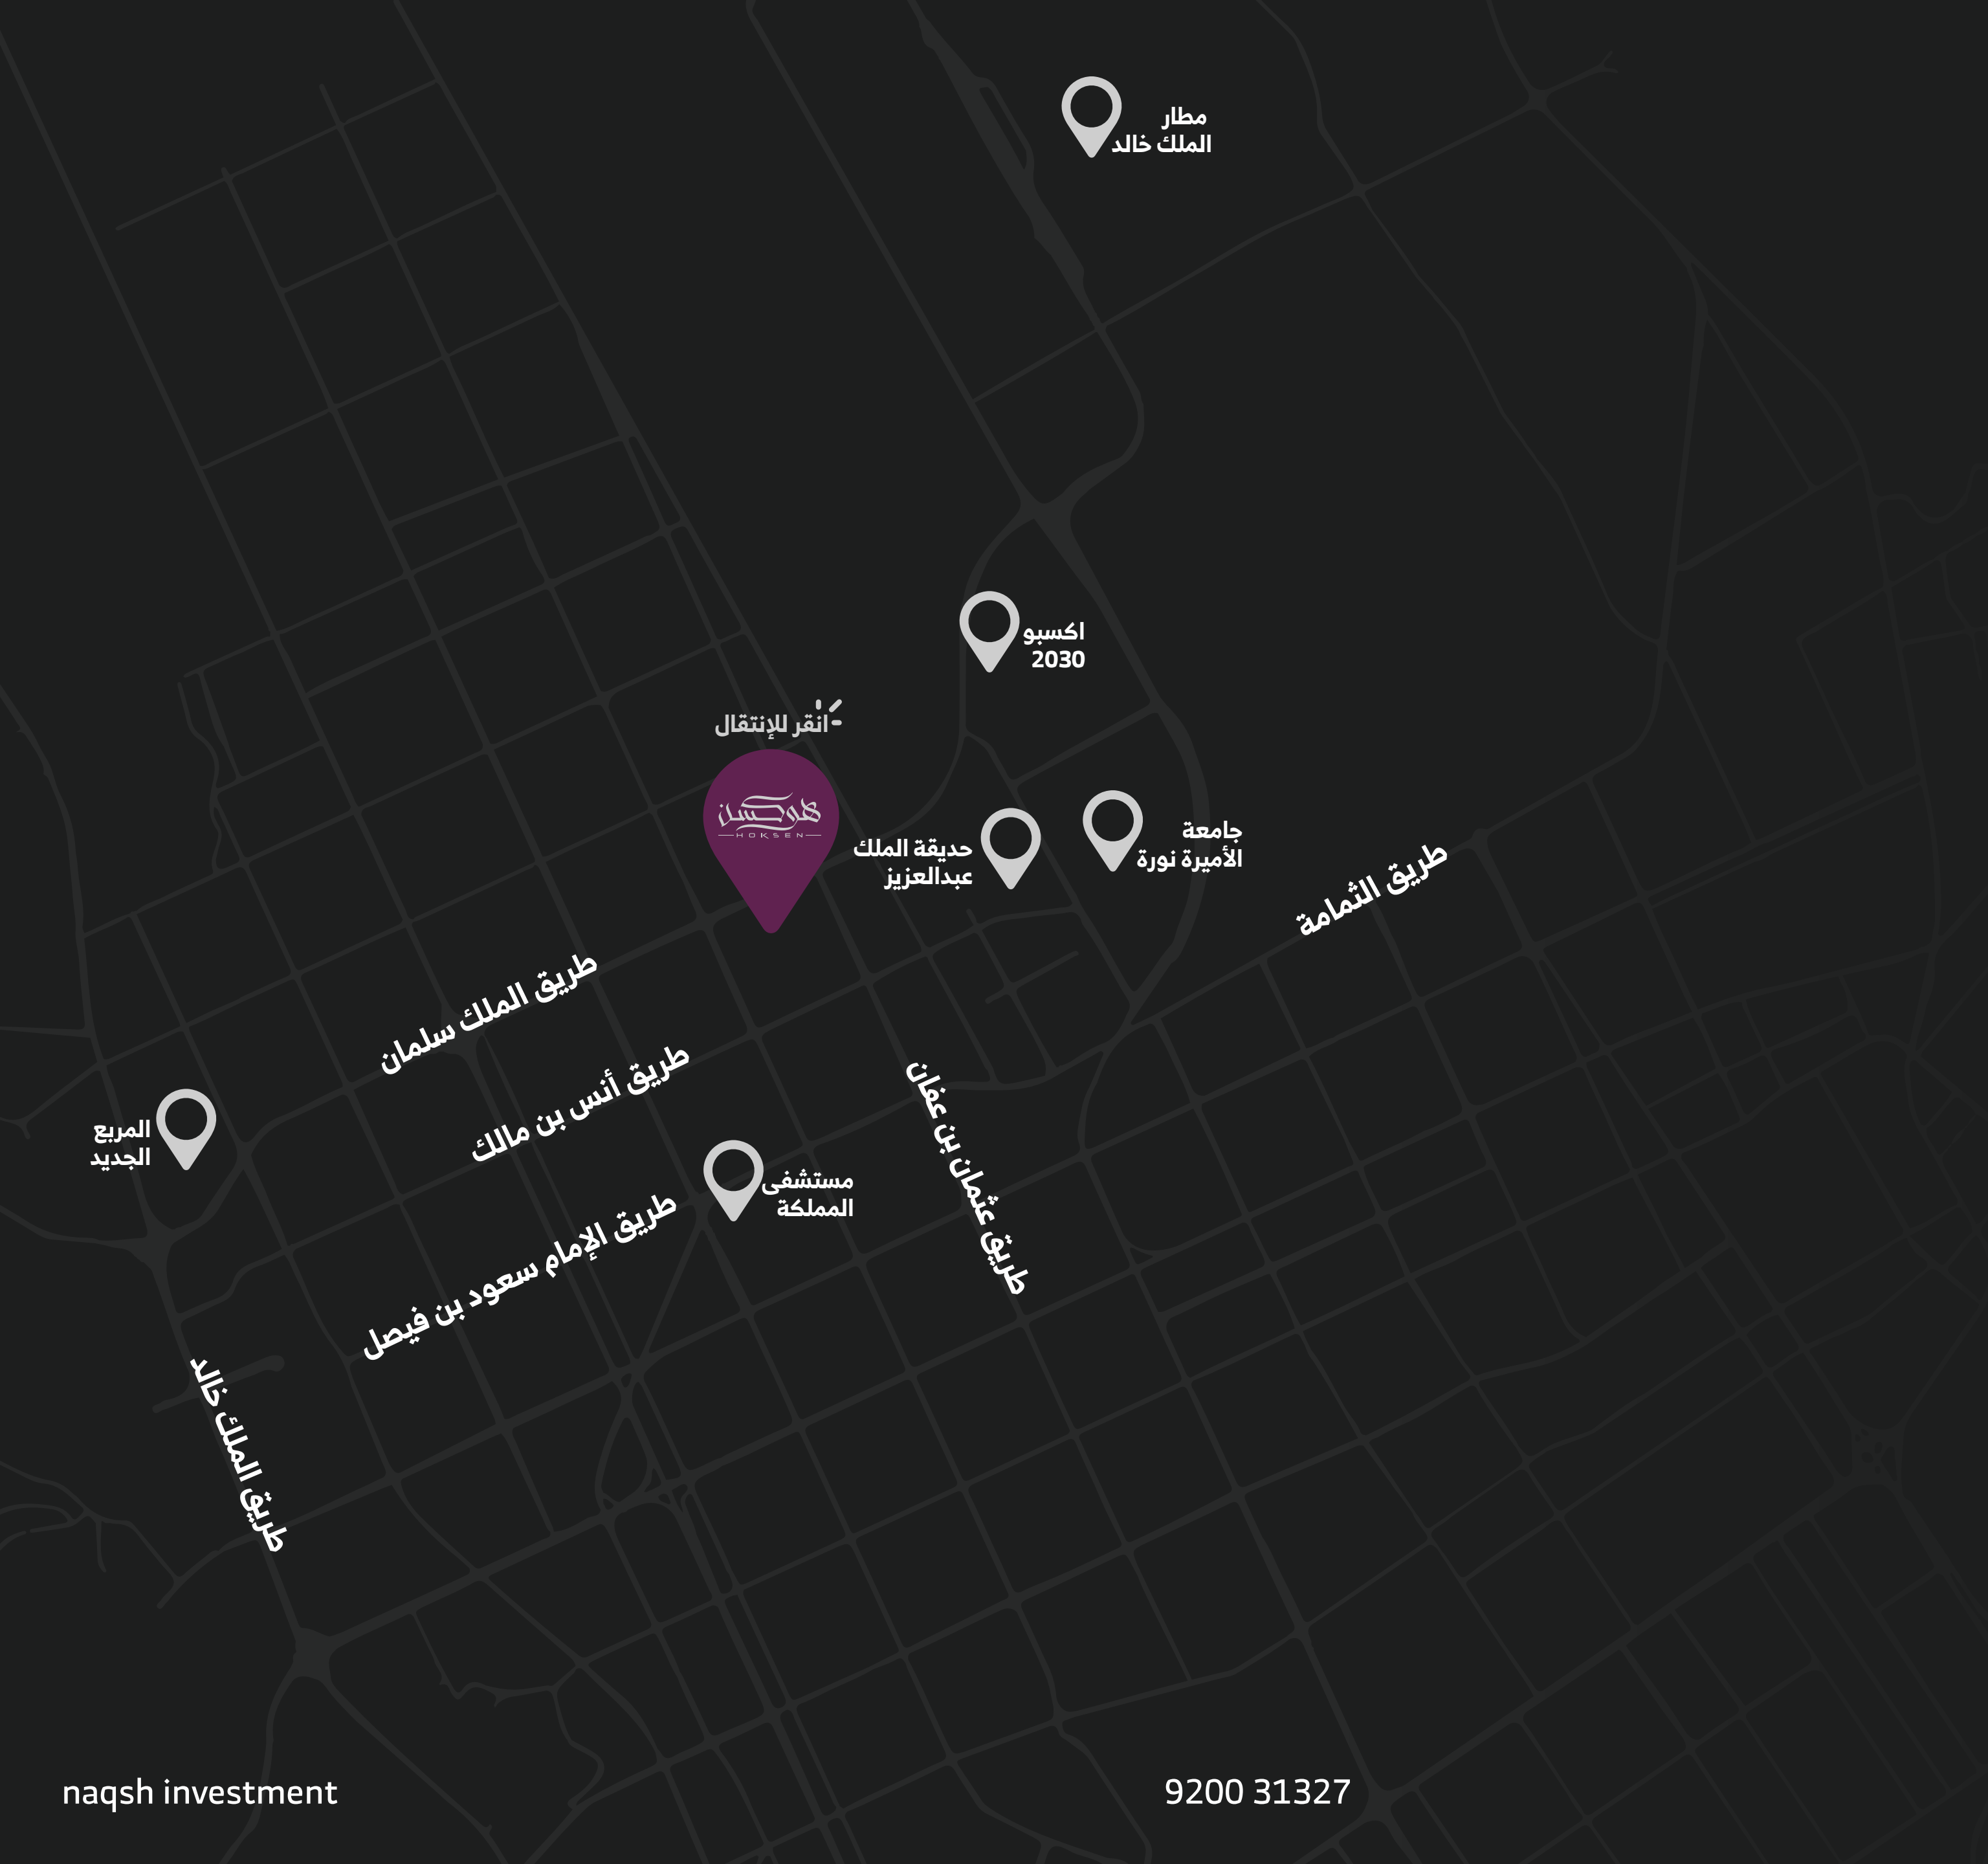 مطار
الملك خالد
اكسبو
2030
انقر للإنتقال
هوكسن
HOKSEN
حديقة الملك
عبدالعزيز
جامعة
الأميرة نورة
طريق الثمامة
طريق الملك سلمان
طريق أنس بن مالك
طريق عثمان بن عفان
المربع
الجديد
مستشفى
المملكة
طريق الإمام سعود بن فيصل
طريق الملك خالد
naqsh investment
9200 31327